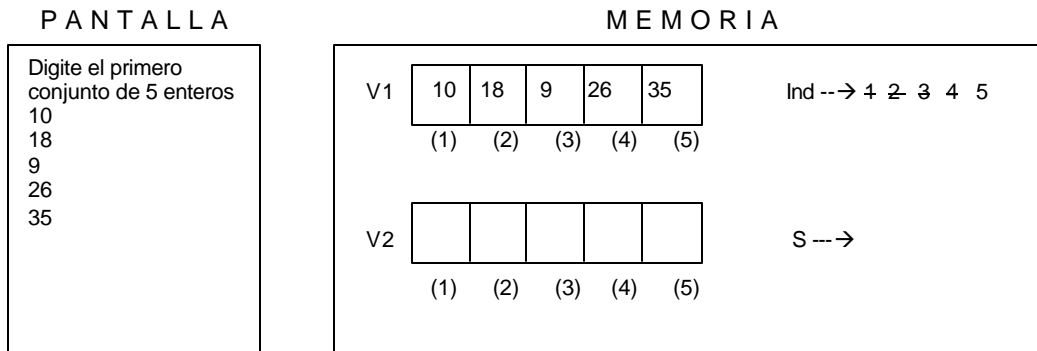 P A N T A L L A
M E M O R I A
Digite el primero
conjunto de 5 enteros
10
18
9
26
35
V1 10 18 9 26 35 Ind --→ 1 2 3 4 5
(1) (2) (3) (4) (5)
V2 S ---→
(1) (2) (3) (4) (5)